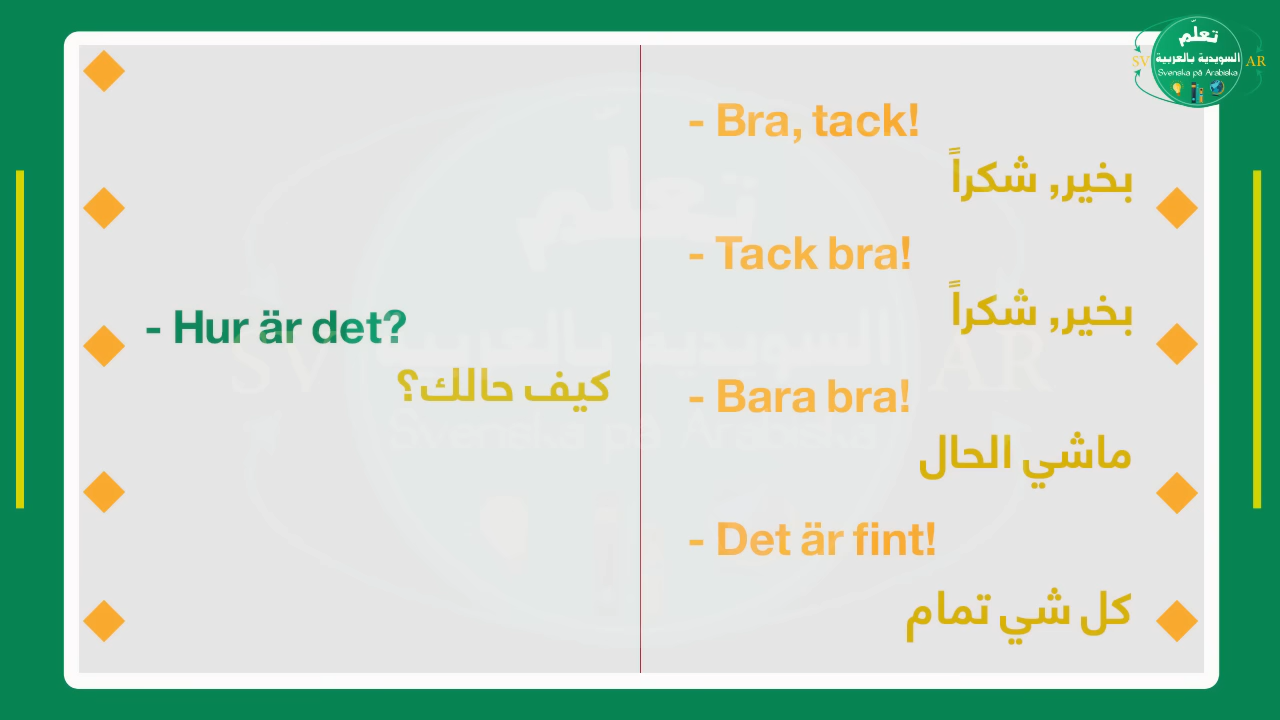 تعلّم
السويدية بالعربية
Svenska på Arabiska
SV
AR
- Hur är det?
كيف حالك؟
- Bra, tack!
بخير, شكراً
- Tack bra!
بخير, شكراً
- Bara bra!
ماشي الحال
- Det är fint!
كل شي تمام